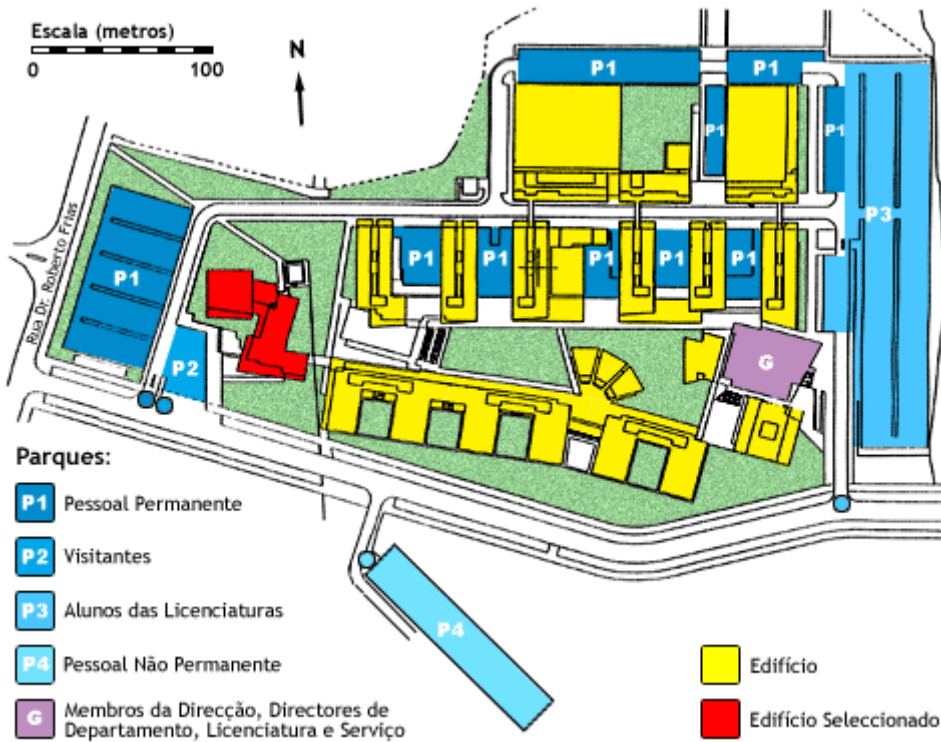 Escala (metros)
0 100
N
P1 P1
P1 P1
P3
Rua Dr. Roberto Frias
P1
P1 P1 P1 P1 P1
P2
G
Parques:
P1 Pessoal Permanente
P2 Visitantes
P3 Alunos das Licenciaturas
P4 Pessoal Não Permanente
G Membros da Direcção, Directores de
Departamento, Licenciatura e Serviço
P4
Edifício
Edifício Seleccionado